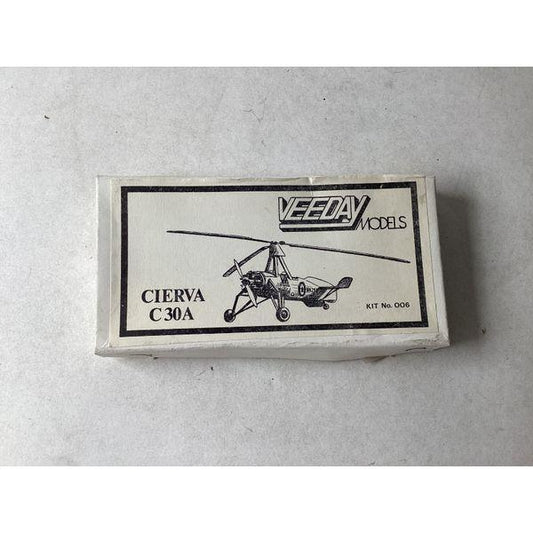 VEEDAY
MODELS
CIERVA
C30A
KIT No. 006